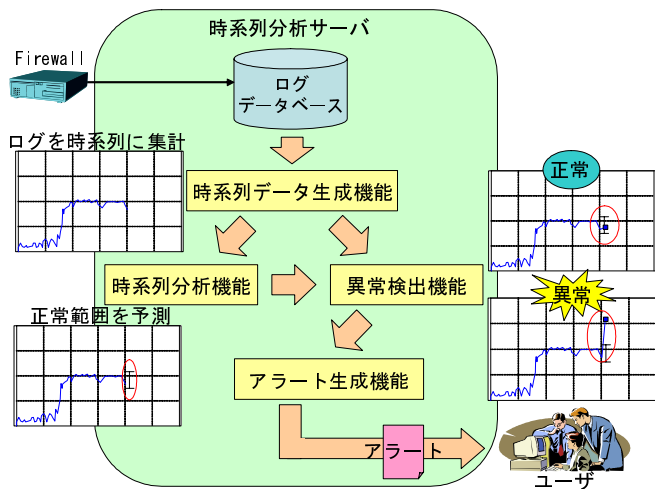 時系列分析サーバ
Firewall
ログ
データベース
ログを時系列に集計
時系列データ生成機能
正常
時系列分析機能
異常検出機能
異常
正常範囲を予測
アラート生成機能
アラート
ユーザ